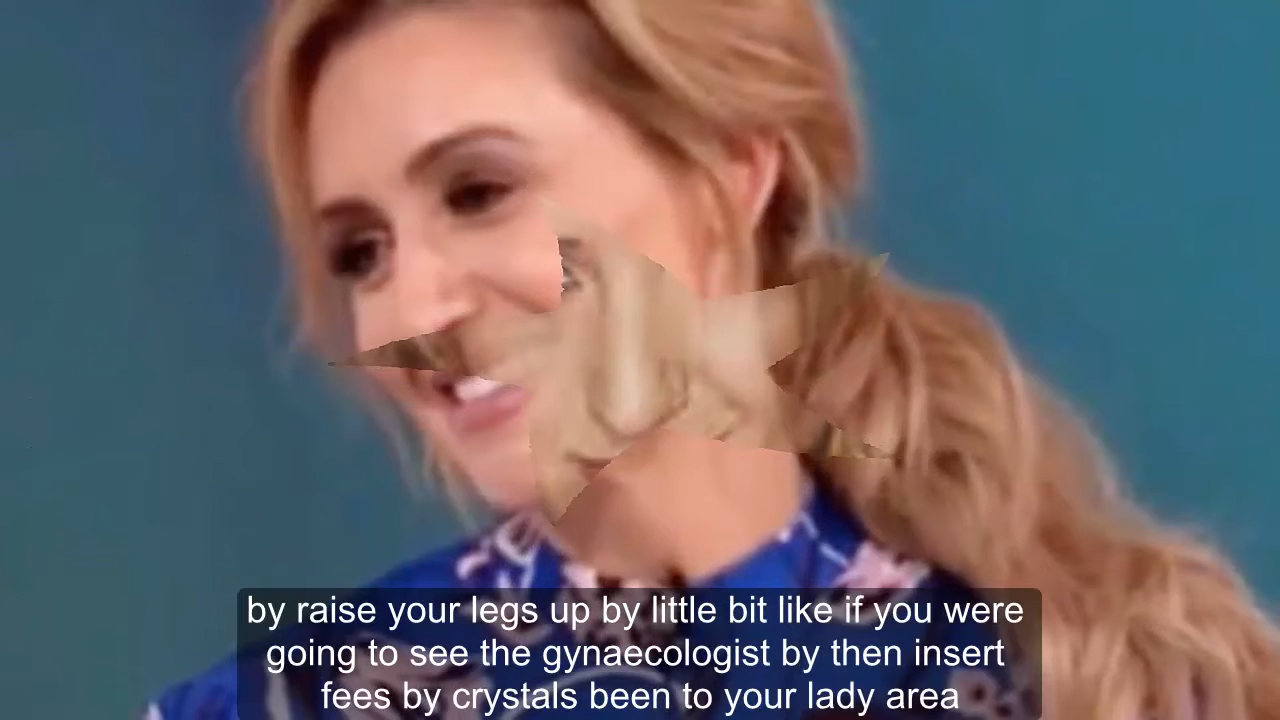 by raise your legs up by little bit like if you were
going to see the gynaecologist by then insert
fees by crystals been to your lady area